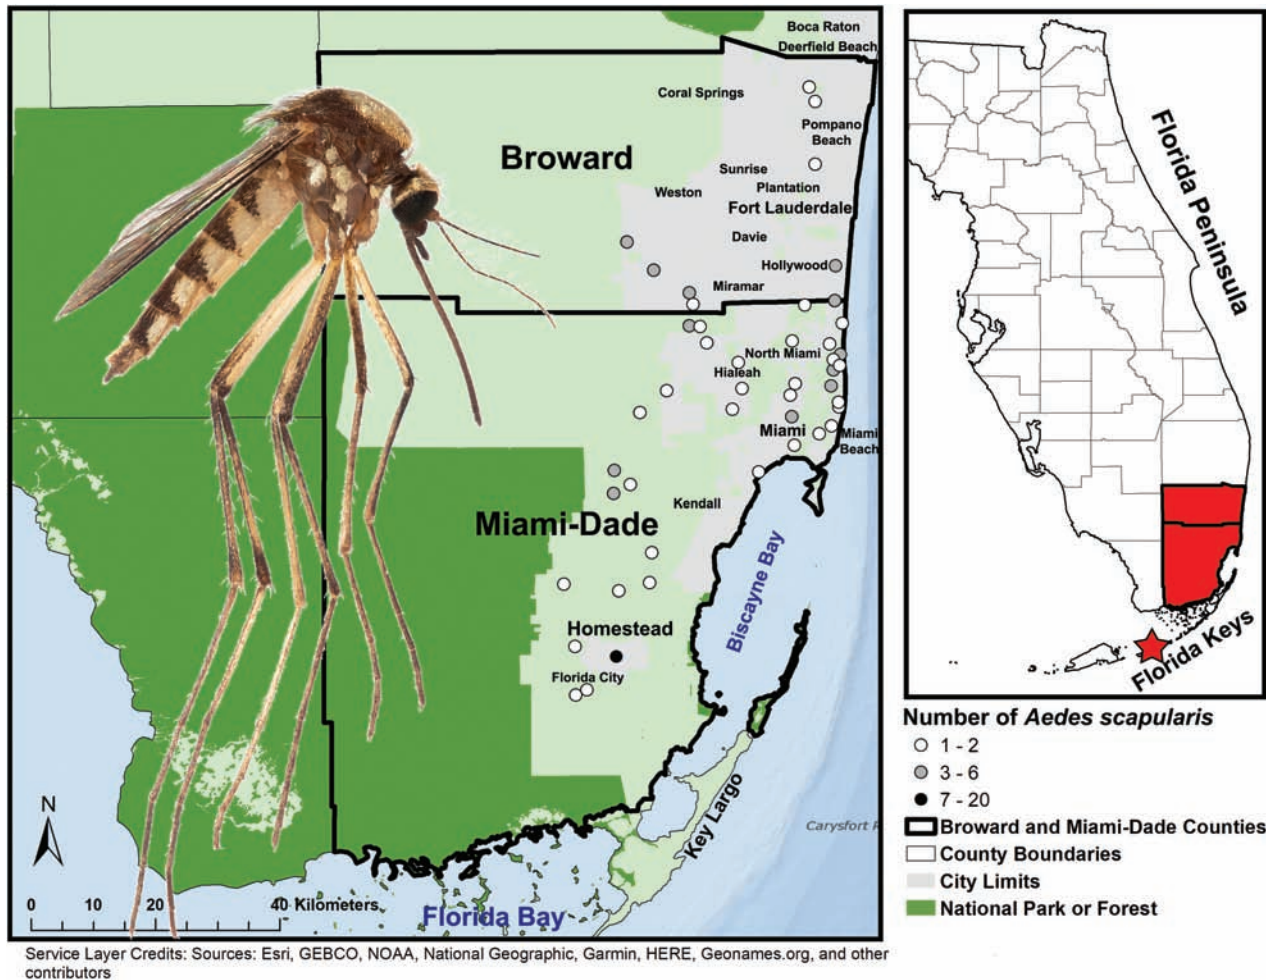 Boca Raton
Deerfield Beach
Coral Springs
Pompano
Beach
Broward
Sunrise
Weston
Plantation
Fort Lauderdale
Davie
Hollywood
Miramar
North Miami
Hialeah
Miami
Miami
Beach
Kendall
Miami-Dade
Biscayne Bay
Homestead
Florida City
Key Largo
Carysfort
N
0 10 20 40 Kilometers
Florida Bay
Service Layer Credits: Sources: Esri, GEBCO, NOAA, National Geographic, Garmin, HERE, Geonames.org, and other
contributors
Florida Peninsula
Florida Keys
Number of Aedes scapularis
1 - 2
3 - 6
7 - 20
Broward and Miami-Dade Counties
County Boundaries
City Limits
National Park or Forest